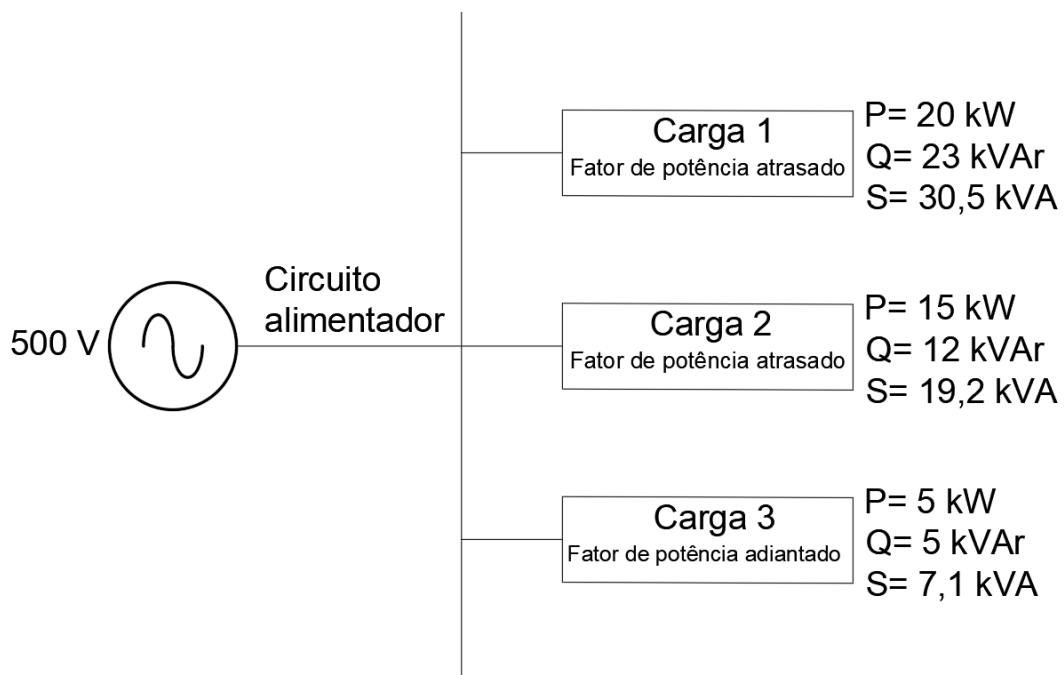 500 V
Circuito
alimentador
Carga 1
Fator de potência atrasado
P= 20 kW
Q= 23 kVAr
S= 30,5 kVA
Carga 2
Fator de potência atrasado
P= 15 kW
Q= 12 kVAr
S= 19,2 kVA
Carga 3
Fator de potência adiantado
P= 5 kW
Q= 5 kVAr
S= 7,1 kVA